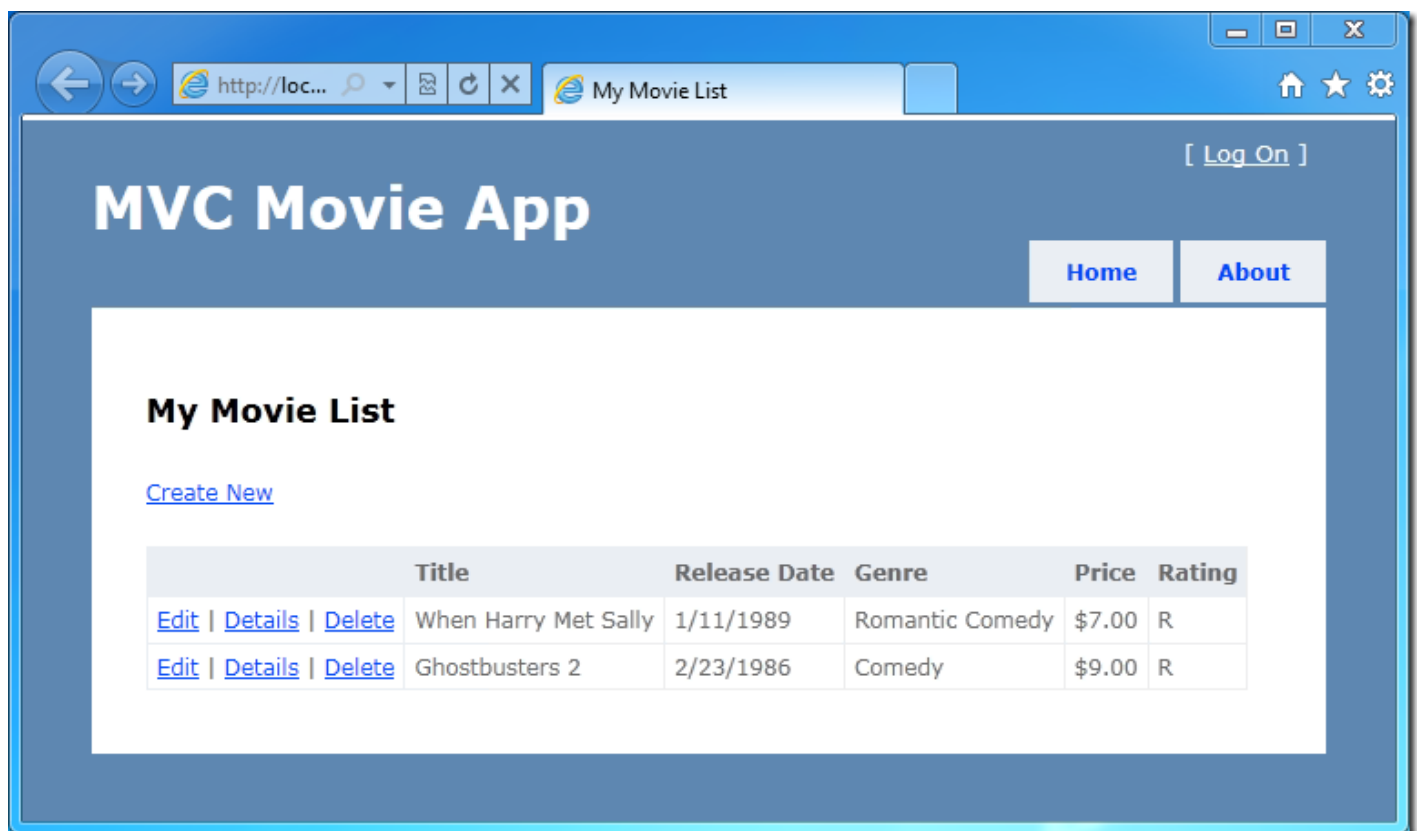 http://loc...
My Movie List
[ Log On ]
MVC Movie App
Home About
My Movie List
Create New
Title Release Date Genre Price Rating
Edit | Details | Delete When Harry Met Sally 1/11/1989 Romantic Comedy $7.00 R
Edit | Details | Delete Ghostbusters 2 2/23/1986 Comedy $9.00 R